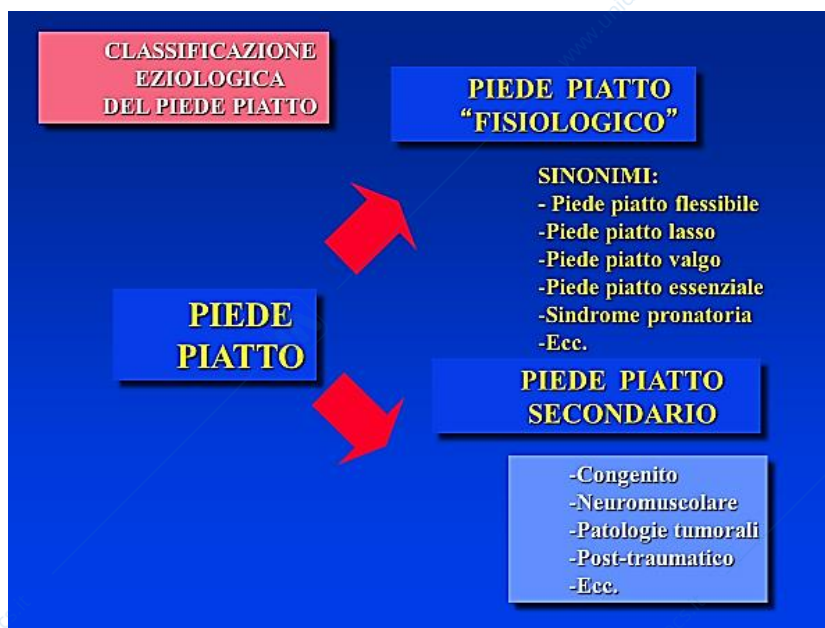 CLASSIFICAZIONE
EZIOLOGICA
DEL PIEDE PIATTO
PIEDE PIATTO
“FISIOLOGICO”
SINONIMI:
- Piede piatto flessibile
-Piede piatto lasso
-Piede piatto valgo
-Piede piatto essenziale
-Sindrome pronatoria
-Ecc.
PIEDE
PIATTO
PIEDE PIATTO
SECONDARIO
-Congenito
-Neuromuscolare
-Patologie tumorali
-Post-traumatico
-Ecc.